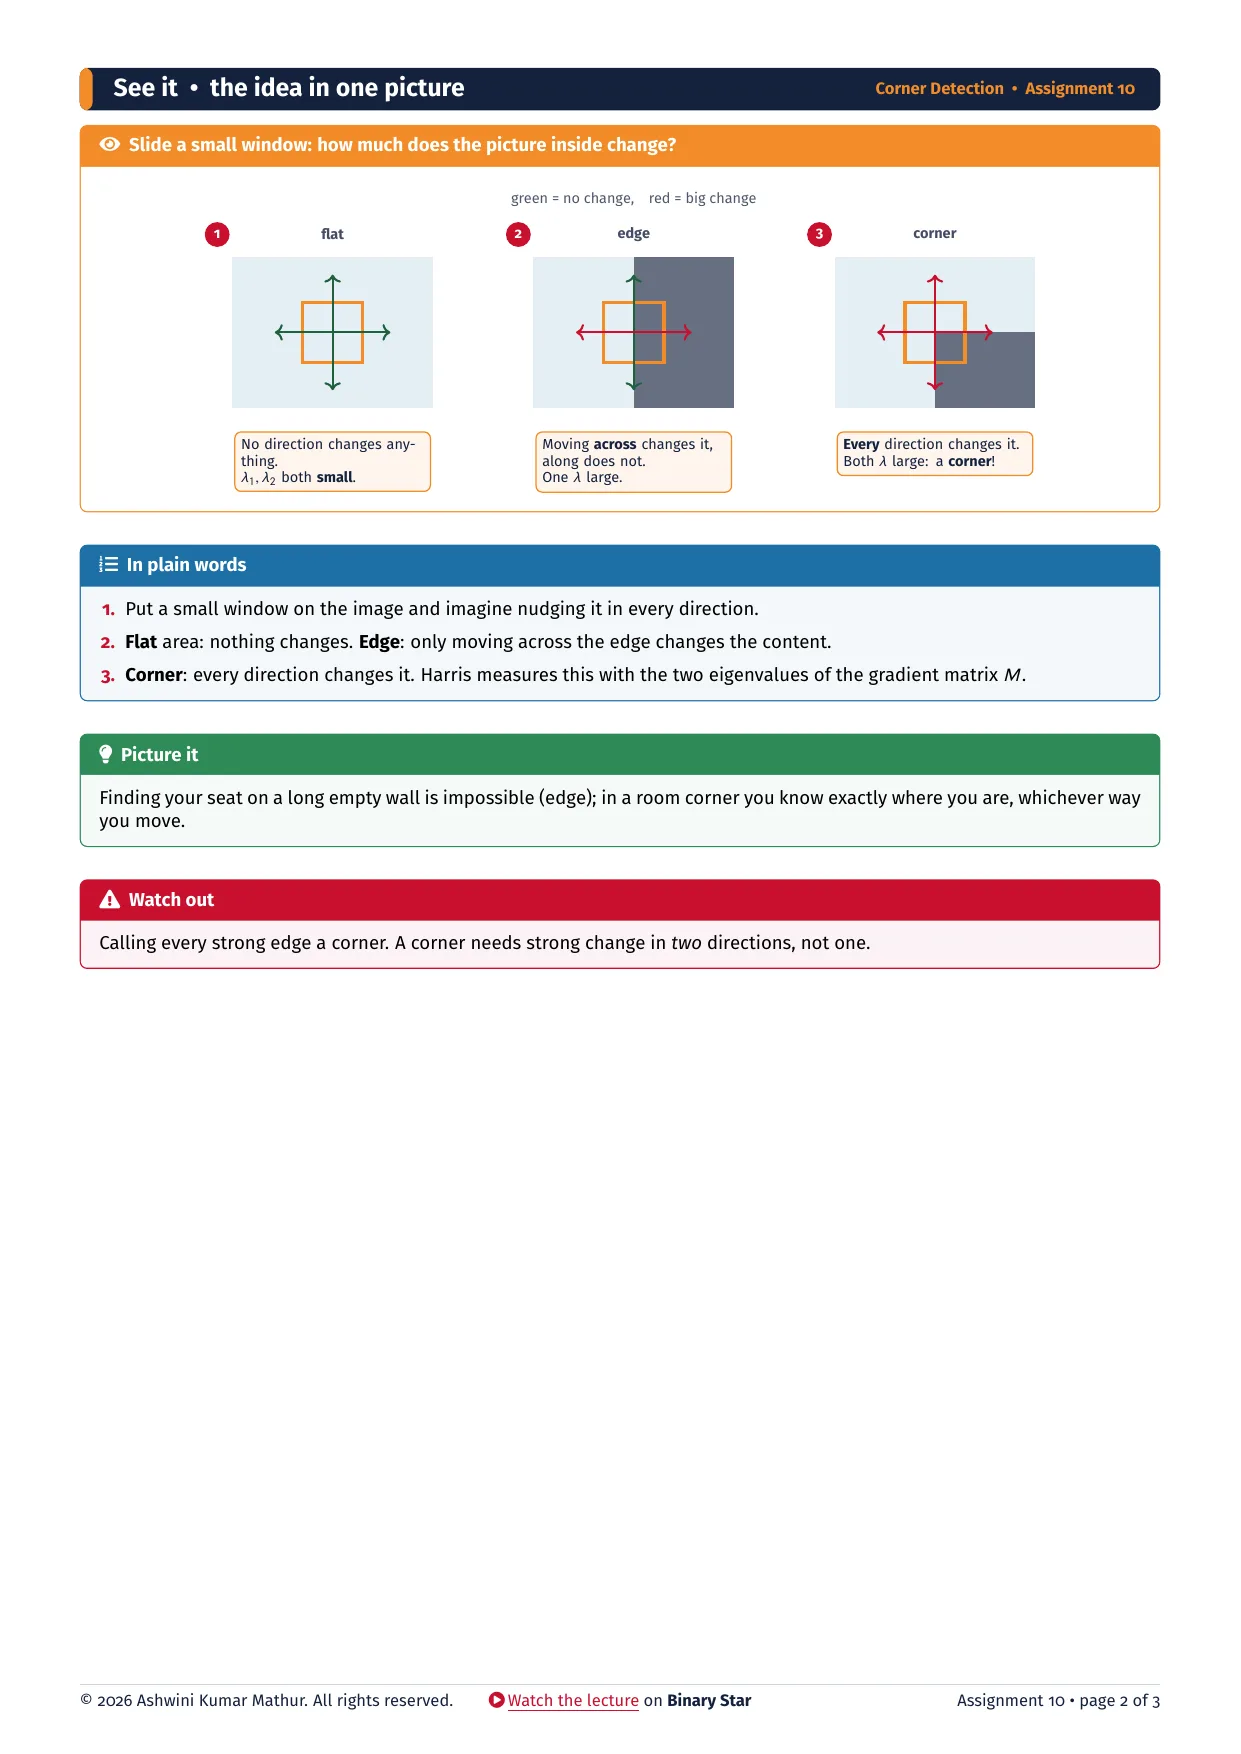 See it • the idea in one picture
Corner Detection • Assignment 10
Slide a small window: how much does the picture inside change?
green = no change, red = big change
1 flat
2 edge
3 corner
No direction changes any-
thing.
λ₁, λ₂ both small.
Moving across changes it,
along does not.
One λ large.
Every direction changes it.
Both λ large: a corner!
In plain words
1. Put a small window on the image and imagine nudging it in every direction.
2. Flat area: nothing changes. Edge: only moving across the edge changes the content.
3. Corner: every direction changes it. Harris measures this with the two eigenvalues of the gradient matrix M.
Picture it
Finding your seat on a long empty wall is impossible (edge); in a room corner you know exactly where you are, whichever way
you move.
Watch out
Calling every strong edge a corner. A corner needs strong change in two directions, not one.
© 2026 Ashwini Kumar Mathur. All rights reserved.
Watch the lecture on Binary Star
Assignment 10 • page 2 of 3